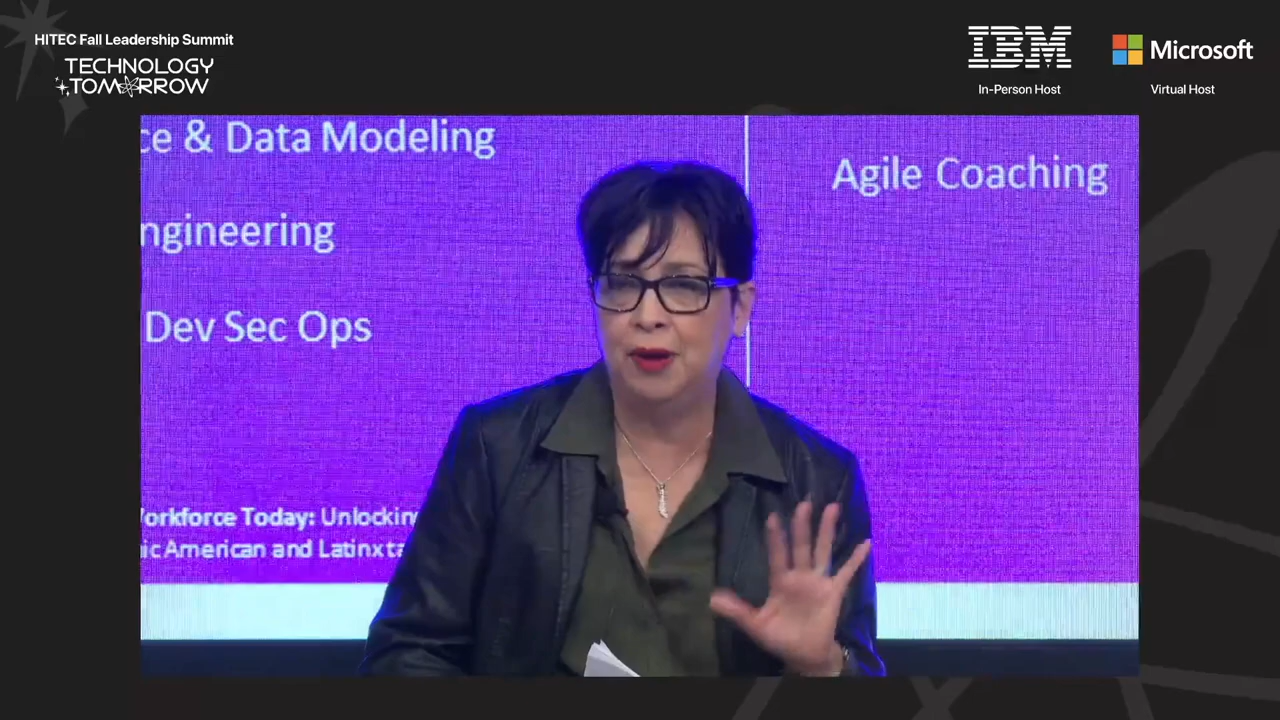 HITEC Fall Leadership Summit
TECHNOLOGY
TOMORROW
IBM
In-Person Host
Microsoft
Virtual Host
ce & Data Modeling
Agile Coaching
ngineering
Dev Sec Ops
Workforce Today: Unlocking
ic American and Latinx ta